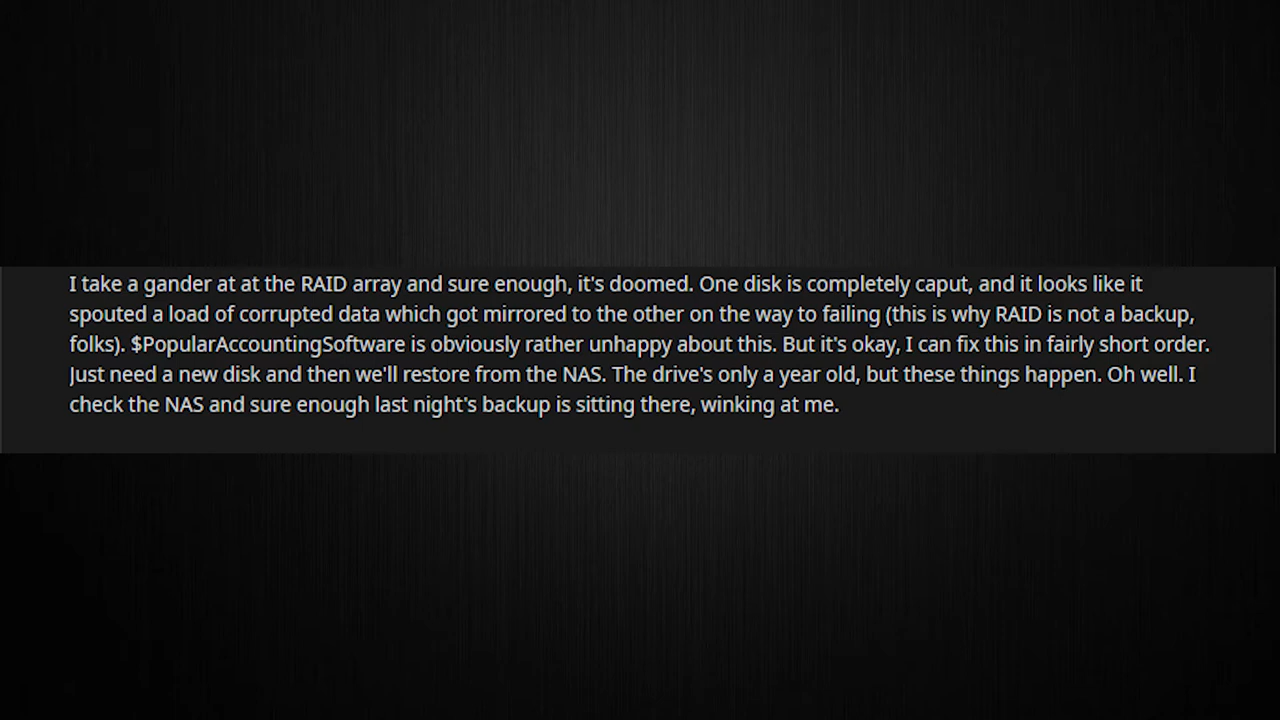 I take a gander at at the RAID array and sure enough, it's doomed. One disk is completely caput, and it looks like it
spouted a load of corrupted data which got mirrored to the other on the way to failing (this is why RAID is not a backup,
folks). $PopularAccountingSoftware is obviously rather unhappy about this. But it's okay, I can fix this in fairly short order.
Just need a new disk and then we'll restore from the NAS. The drive's only a year old, but these things happen. Oh well. I
check the NAS and sure enough last night's backup is sitting there, winking at me.